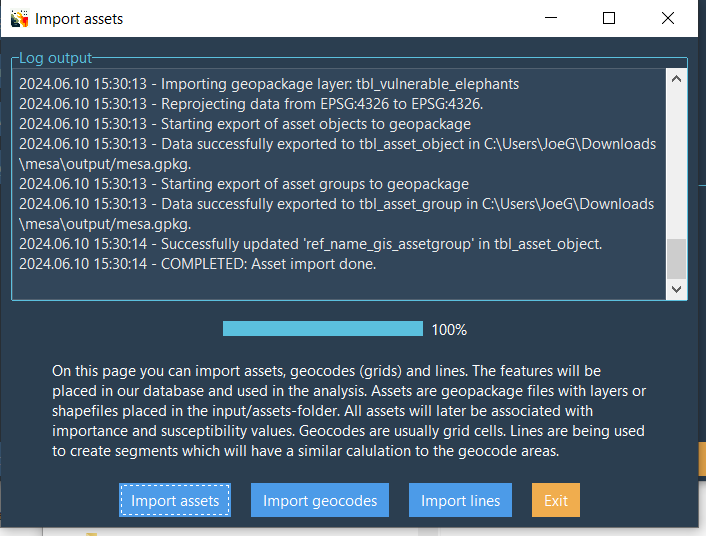 Import assets
Log output
2024.06.10 15:30:13 - Importing geopackage layer: tbl_vulnerable_elephants
2024.06.10 15:30:13 - Reprojecting data from EPSG:4326 to EPSG:4326.
2024.06.10 15:30:13 - Starting export of asset objects to geopackage
2024.06.10 15:30:13 - Data successfully exported to tbl_asset_object in C:\Users\JoeG\Downloads
\mesa\output/mesa.gpkg.
2024.06.10 15:30:13 - Starting export of asset groups to geopackage
2024.06.10 15:30:13 - Data successfully exported to tbl_asset_group in C:\Users\JoeG\Downloads
\mesa\output/mesa.gpkg.
2024.06.10 15:30:14 - Successfully updated 'ref_name_gis_assetgroup' in tbl_asset_object.
2024.06.10 15:30:14 - COMPLETED: Asset import done.
100%
On this page you can import assets, geocodes (grids) and lines. The features will be
placed in our database and used in the analysis. Assets are geopackage files with layers or
shapefiles placed in the input/assets-folder. All assets will later be associated with
importance and susceptibility values. Geocodes are usually grid cells. Lines are being used
to create segments which will have a similar calulation to the geocode areas.
Import assets Import geocodes Import lines Exit